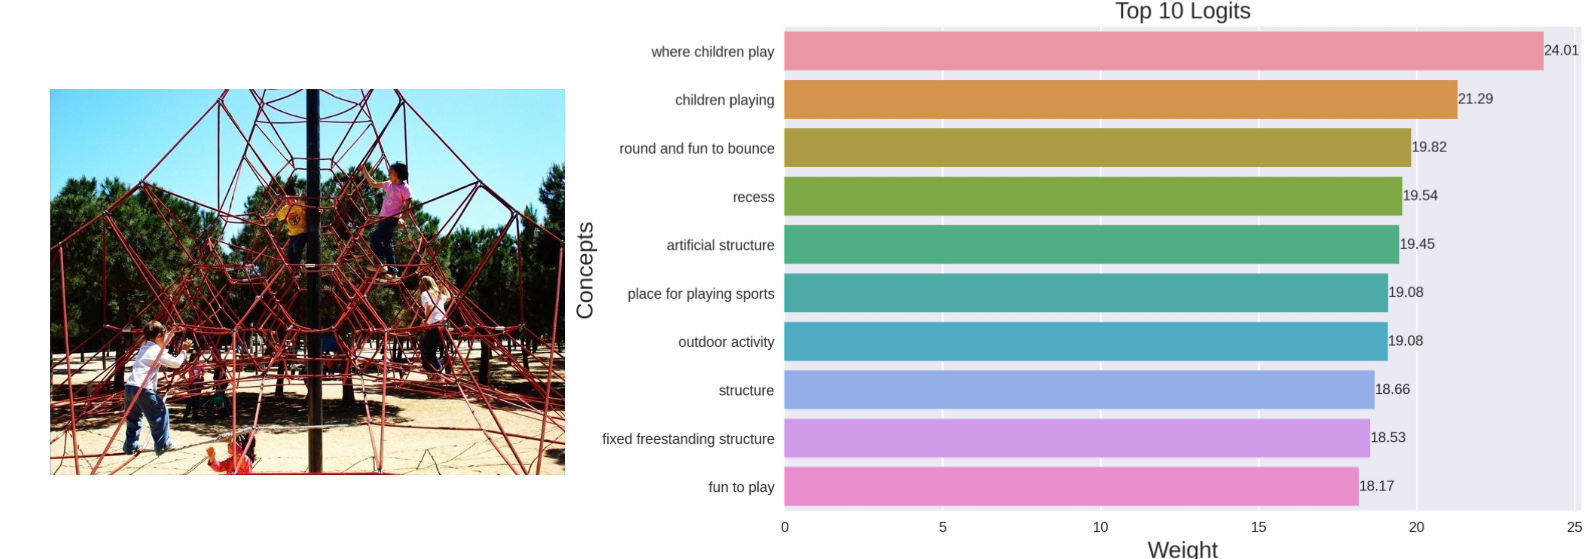 Top 10 Logits
where children play 24.01
children playing 21.29
round and fun to bounce 19.82
recess 19.54
artificial structure 19.45
place for playing sports 19.08
outdoor activity 19.08
structure 18.66
fixed freestanding structure 18.53
fun to play 18.17
Concepts
0 5 10 15 20 25
Weight